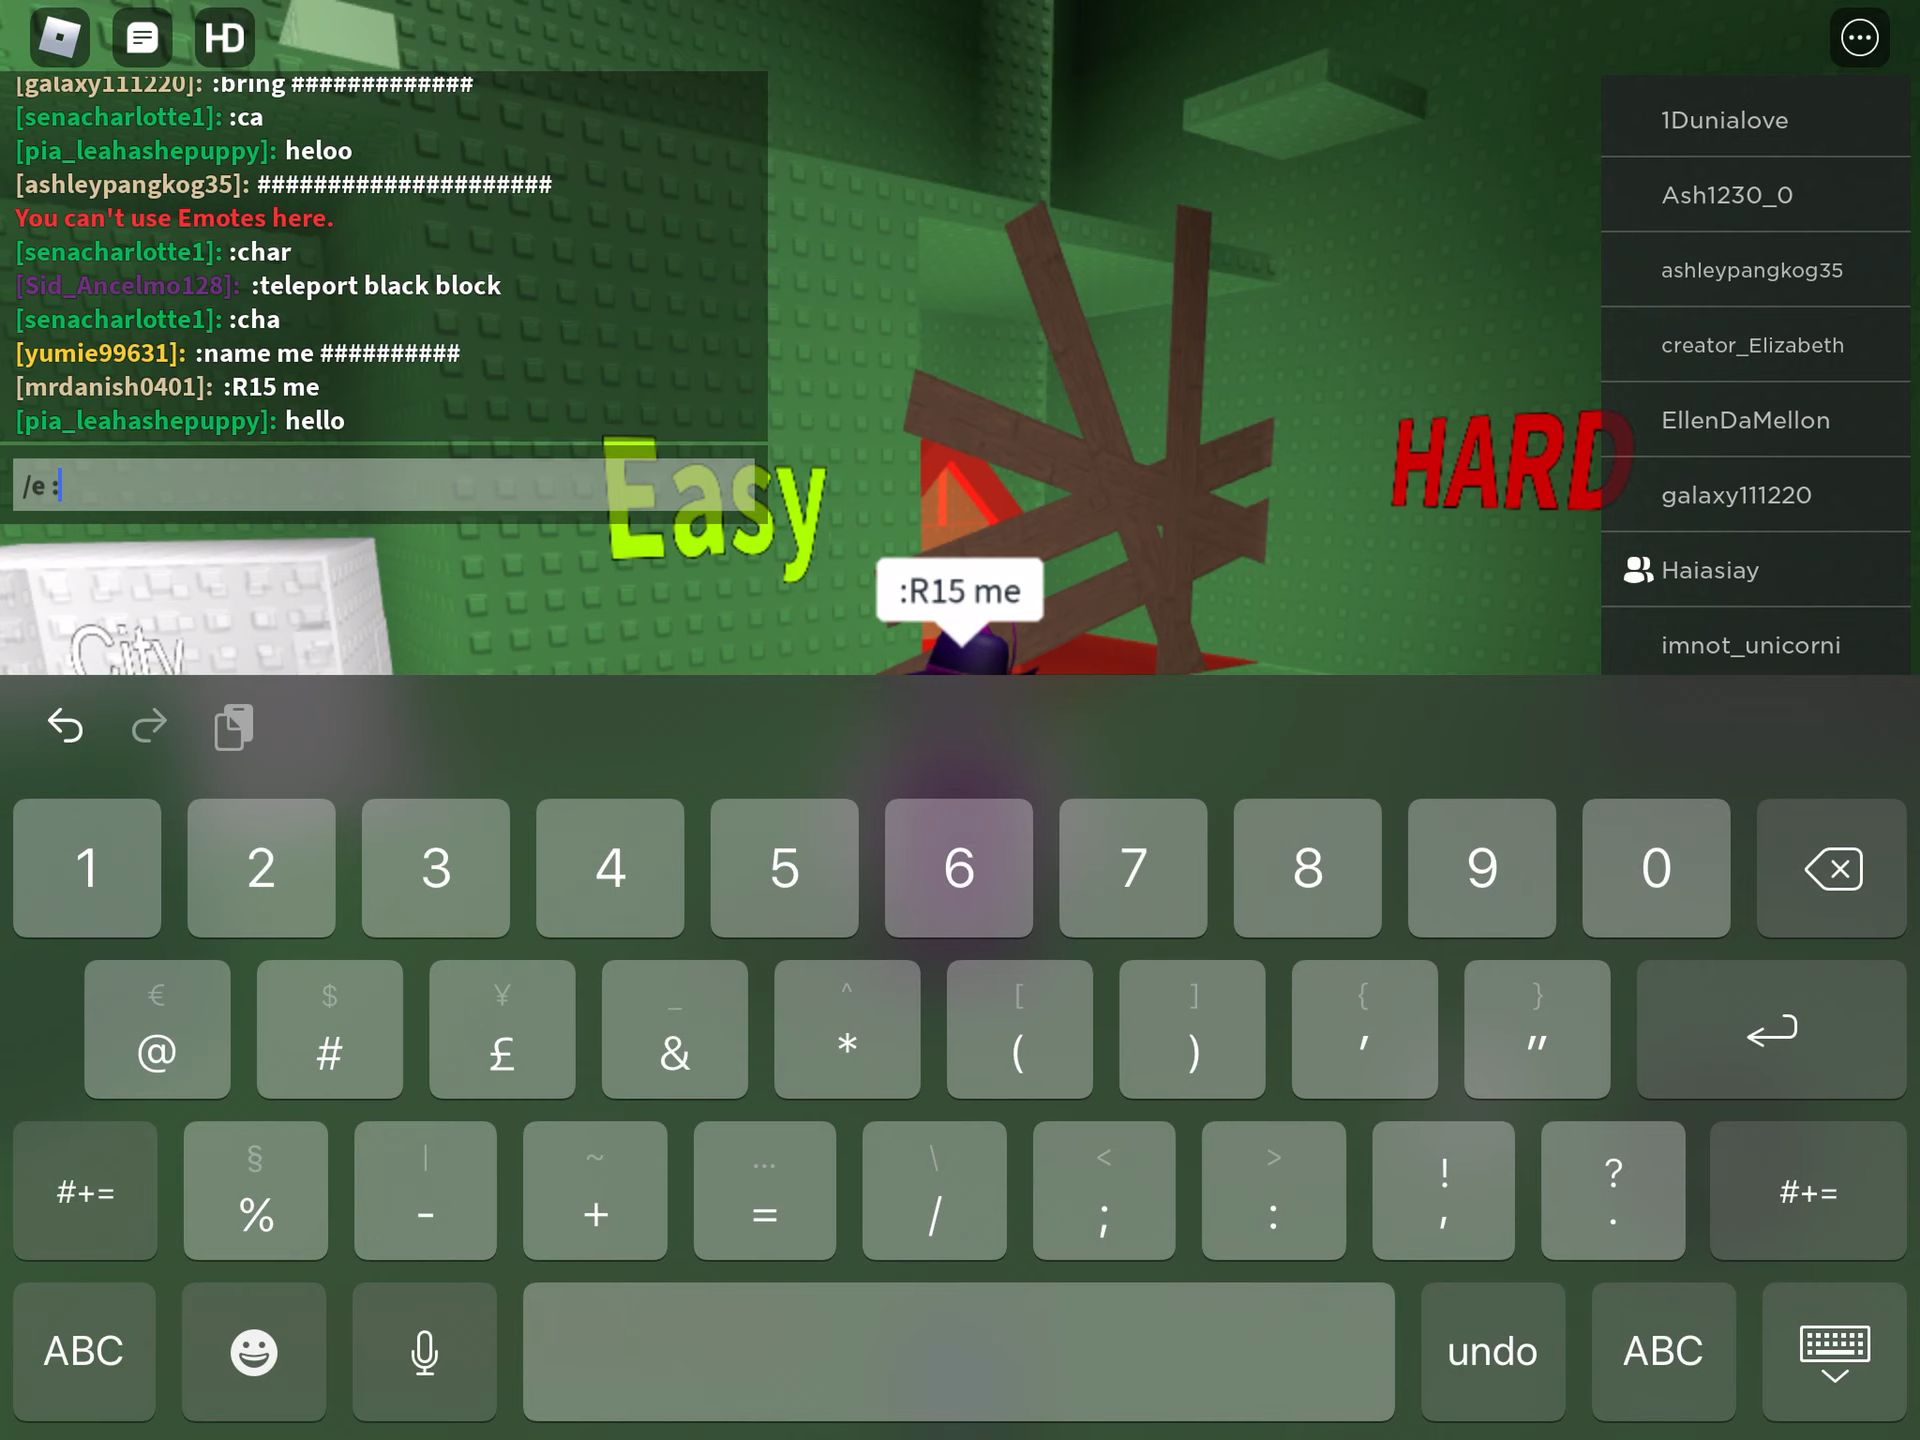 HD
[galaxy111220]: :bring #############
[senacharlotte1]: :ca
[pia_leahashepuppy]: heloo
[ashleypangkog35]: #####################
You can't use Emotes here.
[senacharlotte1]: :char
[Sid_Ancelmo128]: :teleport black block
[senacharlotte1]: :cha
[yumie99631]: :name me ##########
[mrdanish0401]: :R15 me
[pia_leahashepuppy]: hello
/e :
1Dunialove
Ash1230_0
ashleypangkog35
creator_Elizabeth
EllenDaMellon
galaxy111220
Haiasiay
imnot_unicorni
Easy
HARD
:R15 me
City
1 2 3 4 5 6 7 8 9 0
€ $ ¥ _ ^ [ ] { }
@ # £ & * ( ) ' "
§ | ~ … \ < > ! ?
#+= % - + = / ; : , . #+=
ABC undo ABC